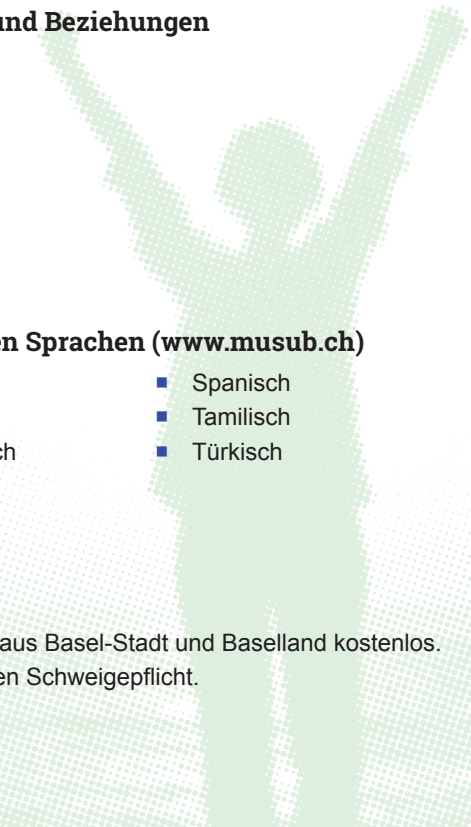 und Beziehungen
en Sprachen (www.musub.ch)
■ Spanisch
■ Tamilisch
ch ■ Türkisch
aus Basel-Stadt und Baselland kostenlos.
en Schweigepflicht.